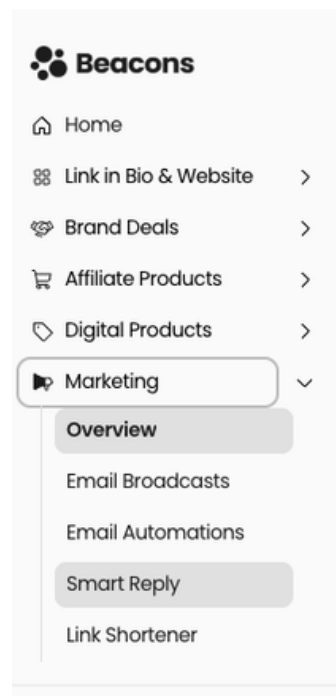 Beacons
Home
Link in Bio & Website
Brand Deals
Affiliate Products
Digital Products
Marketing
Overview
Email Broadcasts
Email Automations
Smart Reply
Link Shortener